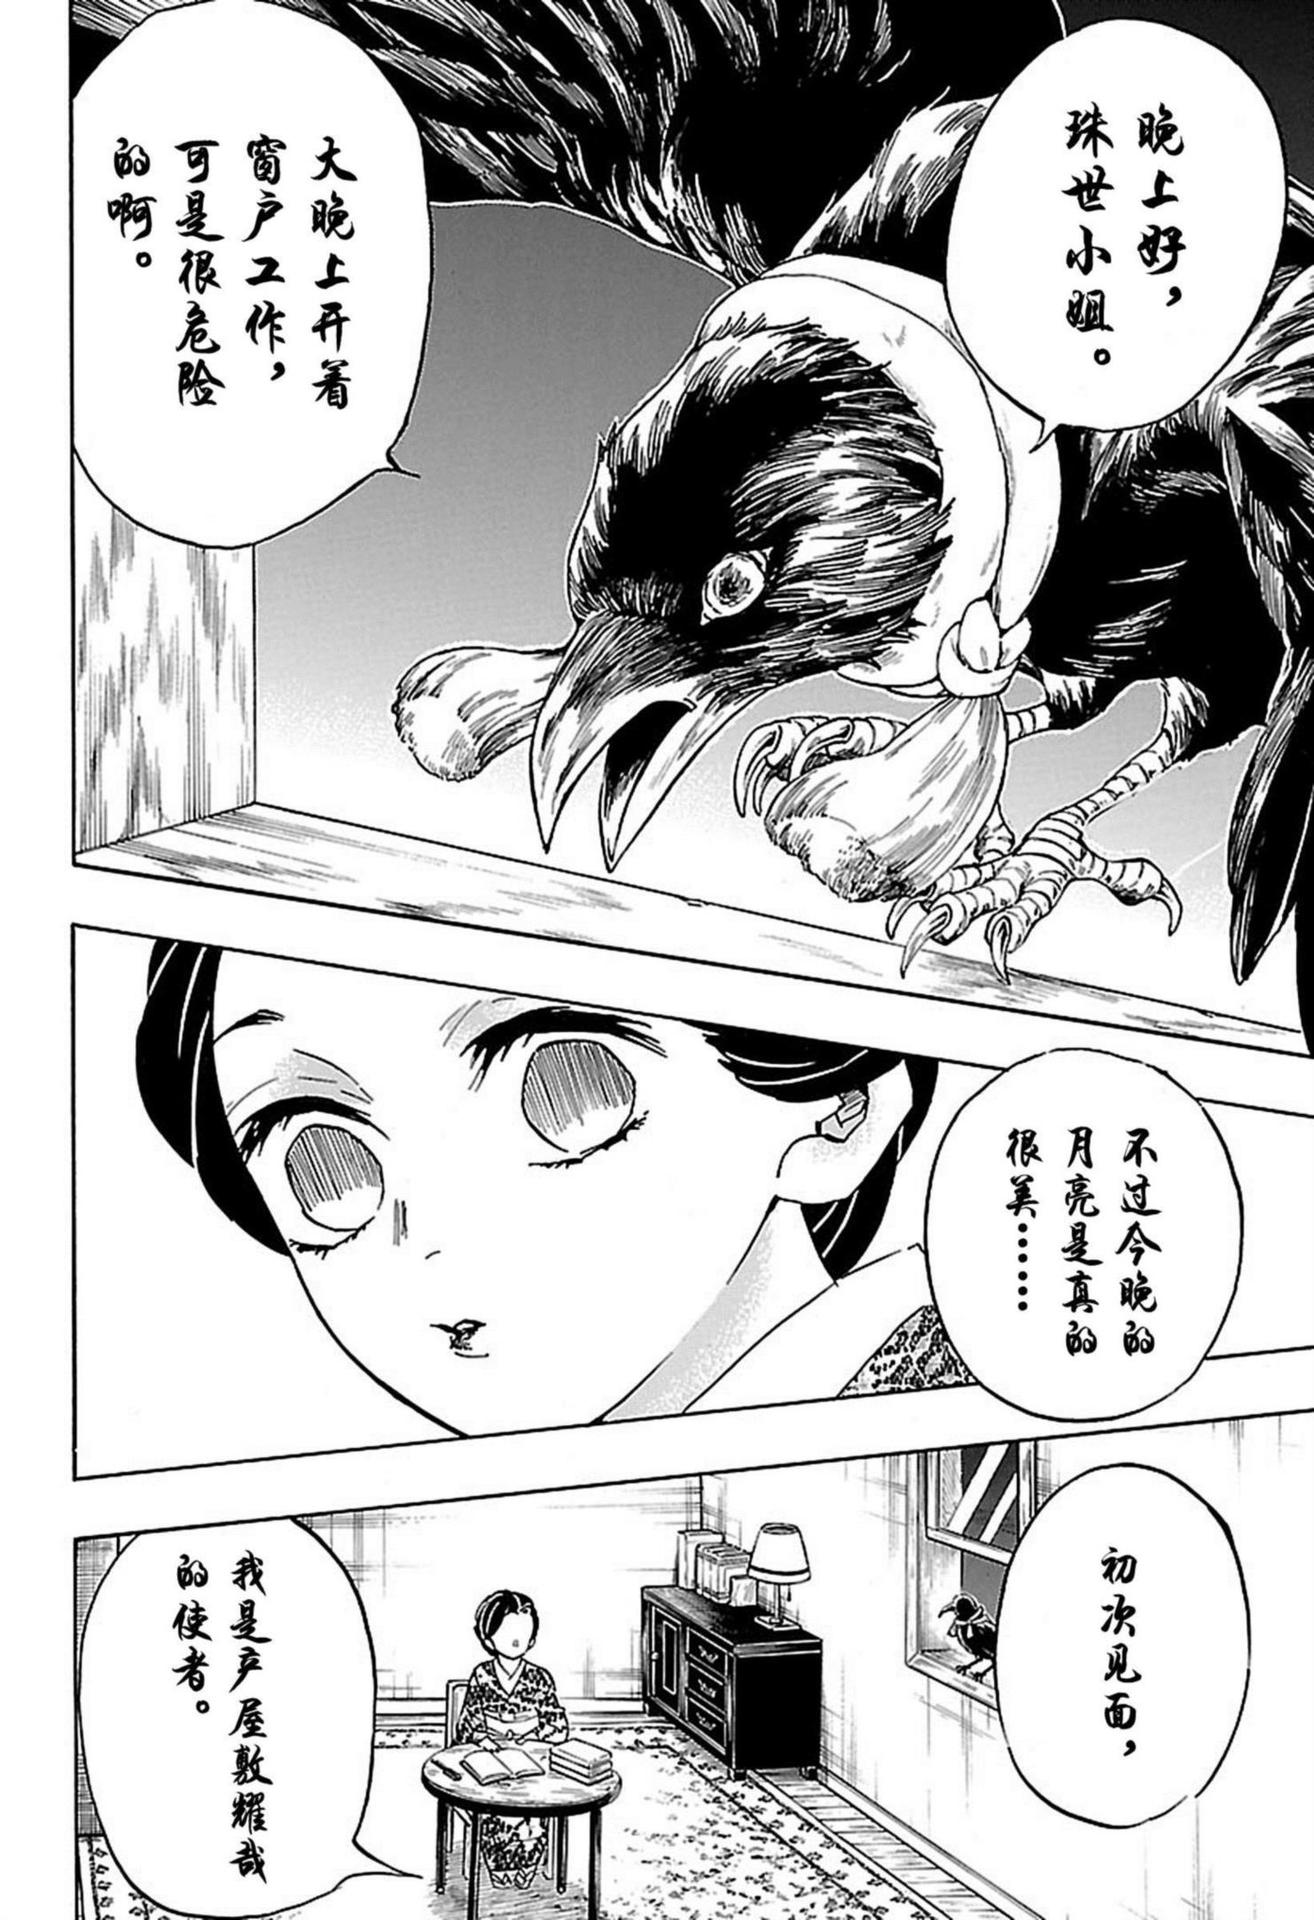 晚上好，
珠世小姐。
大晚上开着
窗户工作，
可是很危险
的啊。
不过今晚的
月亮是真的
很美……
初次见面，
我是产屋敷耀哉
的使者。